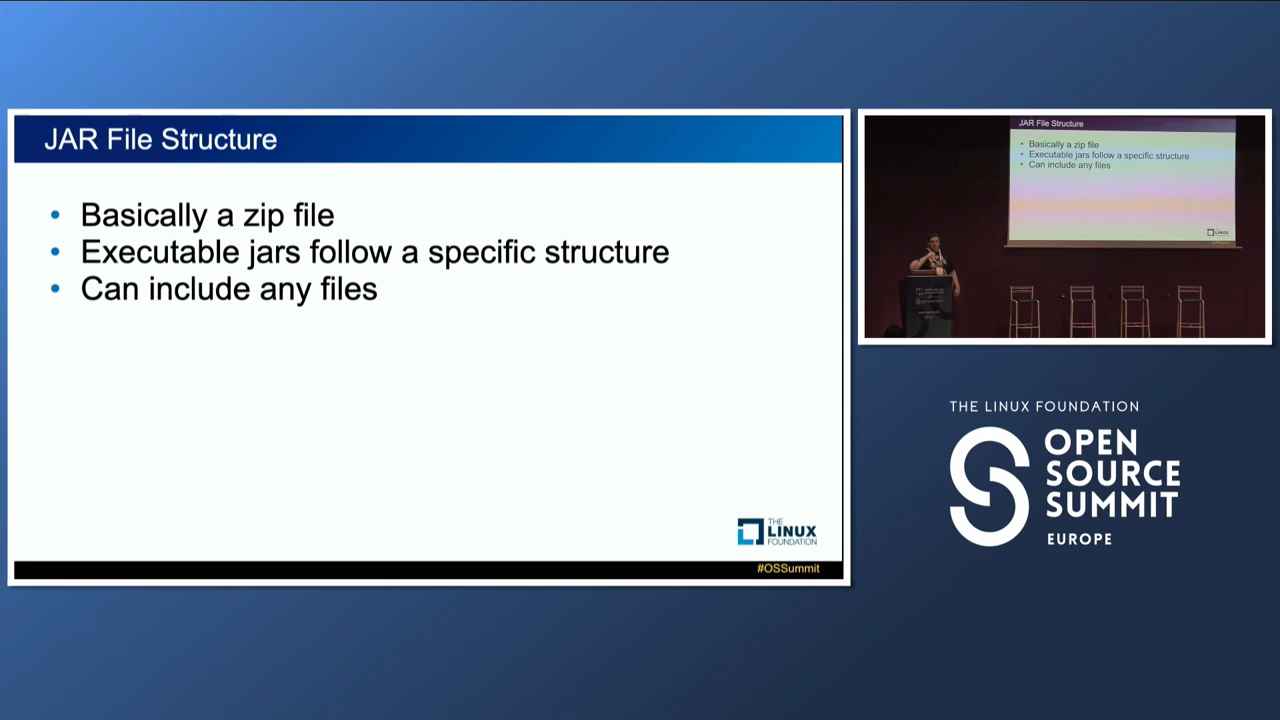 JAR File Structure
• Basically a zip file
• Executable jars follow a specific structure
• Can include any files
THE
LINUX
FOUNDATION
#OSSummit
JAR File Structure
• Basically a zip file
• Executable jars follow a specific structure
• Can include any files
LINUX
THE LINUX FOUNDATION
OPEN
SOURCE
SUMMIT
EUROPE